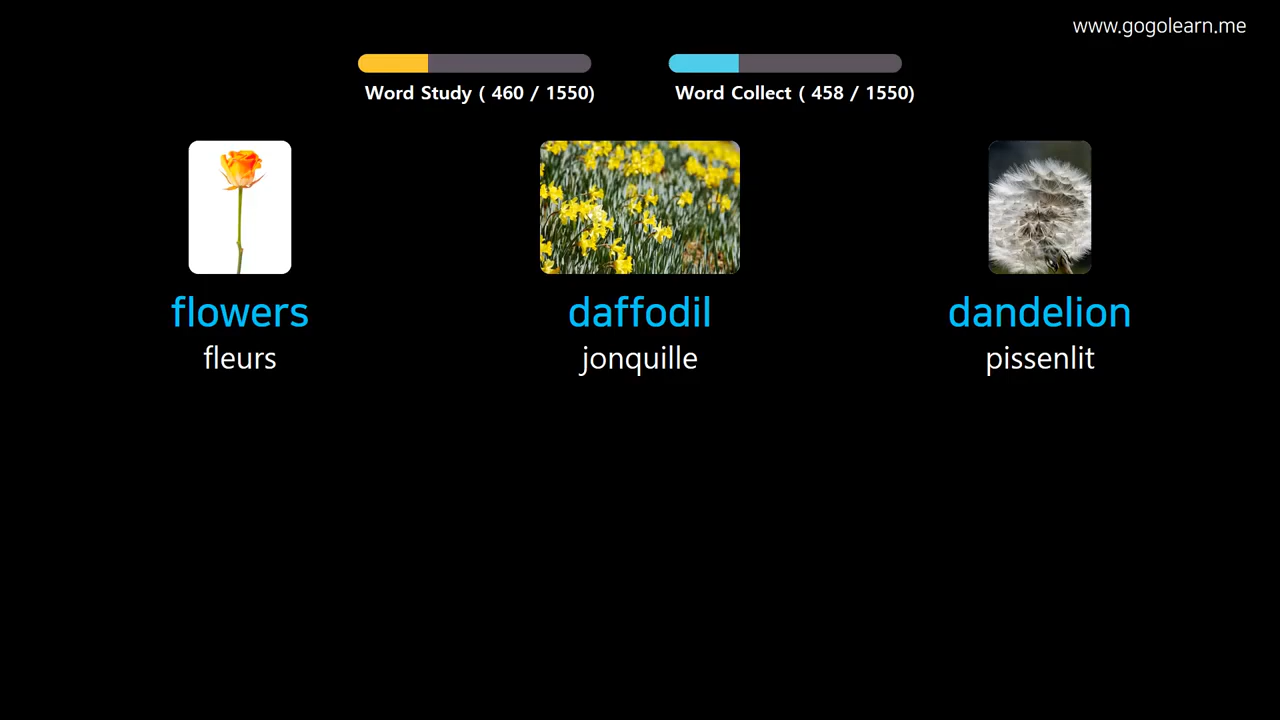 www.gogolearn.me
Word Study ( 460 / 1550)
Word Collect ( 458 / 1550)
flowers
fleurs
daffodil
jonquille
dandelion
pissenlit